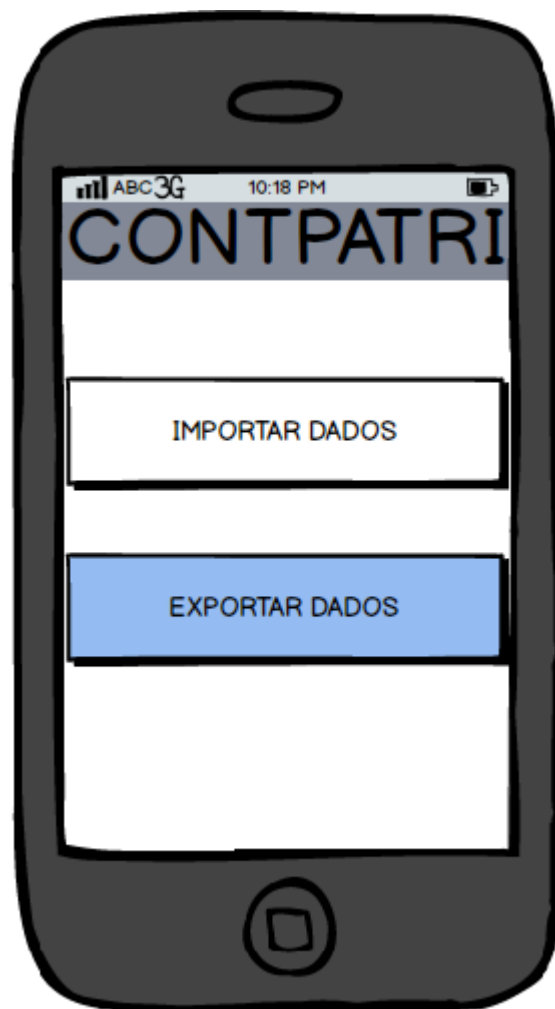 ABC 3G 10:18 PM
CONTPATRI
IMPORTAR DADOS
EXPORTAR DADOS